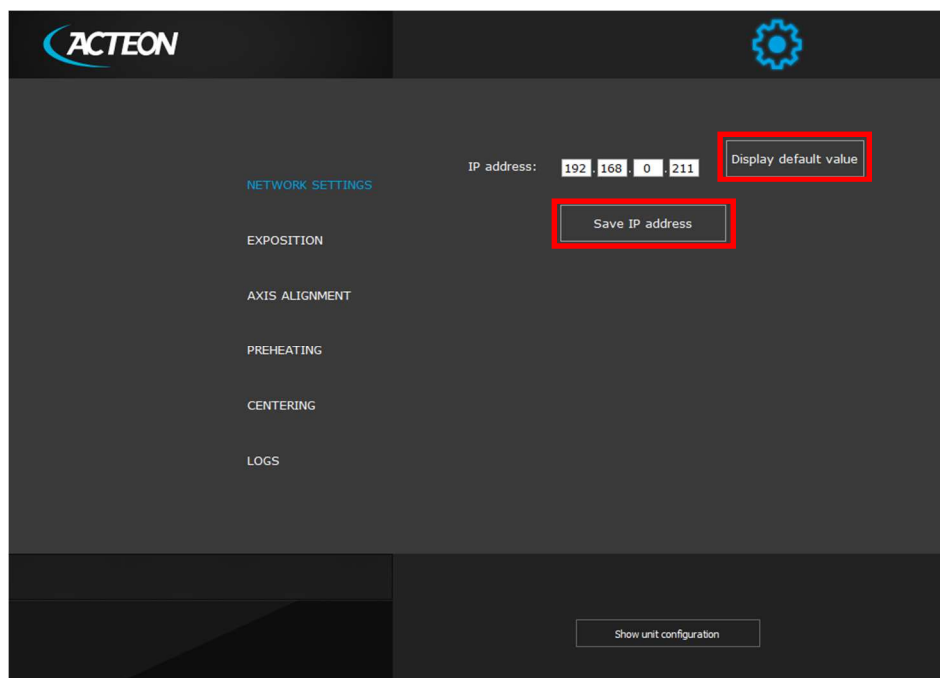 ACTEON
IP address: 192 . 168 . 0 . 211 Display default value
NETWORK SETTINGS
Save IP address
EXPOSITION
AXIS ALIGNMENT
PREHEATING
CENTERING
LOGS
Show unit configuration